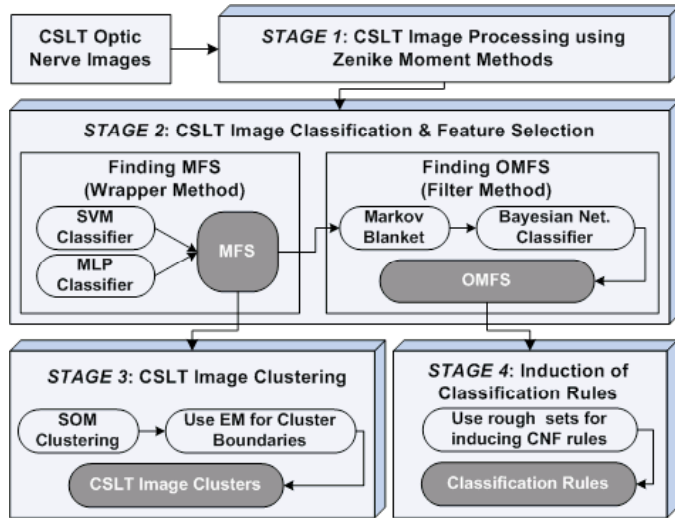 CSLT Optic
Nerve Images
STAGE 1: CSLT Image Processing using
Zenike Moment Methods
STAGE 2: CSLT Image Classification & Feature Selection
Finding MFS
(Wrapper Method)
SVM
Classifier
MLP
Classifier
MFS
Finding OMFS
(Filter Method)
Markov
Blanket
Bayesian Net.
Classifier
OMFS
STAGE 3: CSLT Image Clustering
SOM
Clustering
Use EM for Cluster
Boundaries
CSLT Image Clusters
STAGE 4: Induction of
Classification Rules
Use rough sets for
inducing CNF rules
Classification Rules